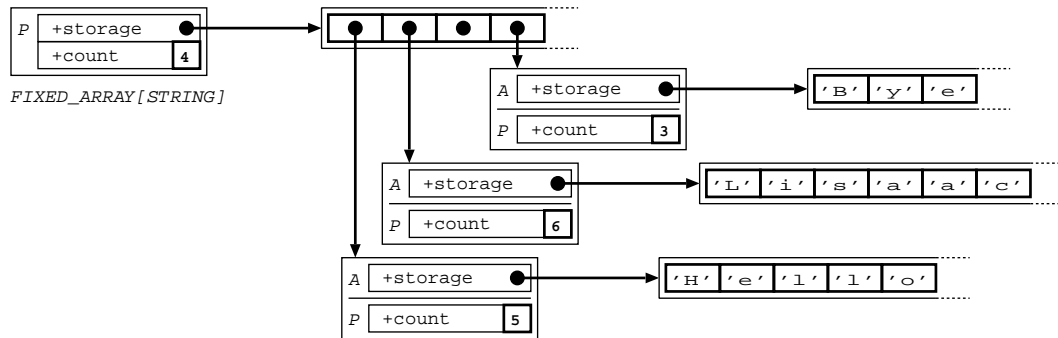 P +storage
+count 4
FIXED_ARRAY[STRING]
A +storage
P +count 3
'B' 'y' 'e'
A +storage
P +count 6
'L' 'i' 's' 'a' 'a' 'c'
A +storage
P +count 5
'H' 'e' 'l' 'l' 'o'